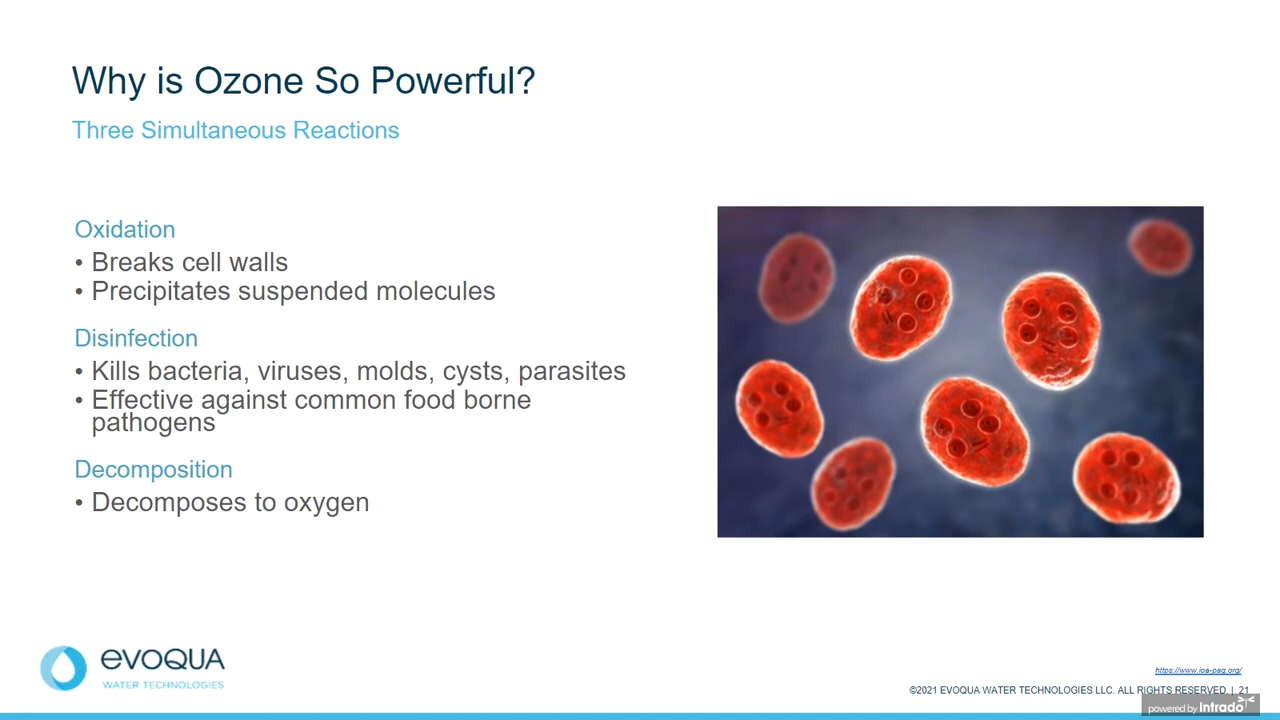 Why is Ozone So Powerful?
Three Simultaneous Reactions
Oxidation
• Breaks cell walls
• Precipitates suspended molecules
Disinfection
• Kills bacteria, viruses, molds, cysts, parasites
• Effective against common food borne
pathogens
Decomposition
• Decomposes to oxygen
evoqua
WATER TECHNOLOGIES
https://www.ioa-pag.org/
©2021 EVOQUA WATER TECHNOLOGIES LLC. ALL RIGHTS RESERVED. | 21
powered by Intrado